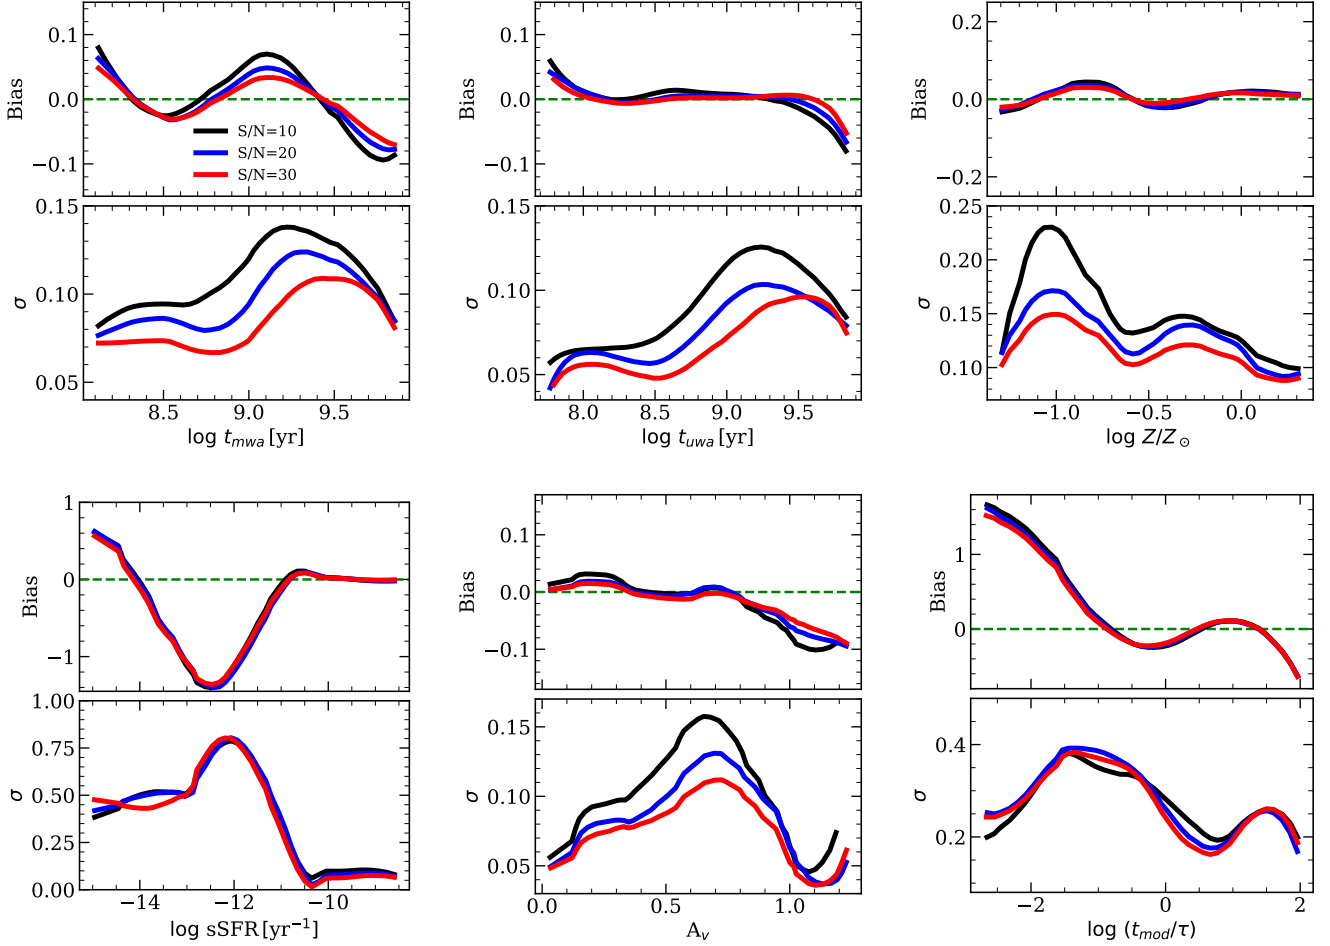 Bias
0.1
0.0
−0.1
S/N=10
S/N=20
S/N=30
σ
0.15
0.10
0.05
8.5 9.0 9.5
log t_mwa [yr]
Bias
0.1
0.0
−0.1
σ
0.15
0.10
0.05
8.0 8.5 9.0 9.5
log t_uwa [yr]
Bias
0.2
0.0
−0.2
σ
0.25
0.20
0.15
0.10
−1.0 −0.5 0.0
log Z/Z⊙
Bias
1
0
−1
σ
1.00
0.75
0.50
0.25
0.00
−14 −12 −10
log sSFR [yr⁻¹]
Bias
0.1
0.0
−0.1
σ
0.15
0.10
0.05
0.0 0.5 1.0
A_v
Bias
1
0
σ
0.4
0.2
−2 −1 0 1 2
log (t_mod/τ)